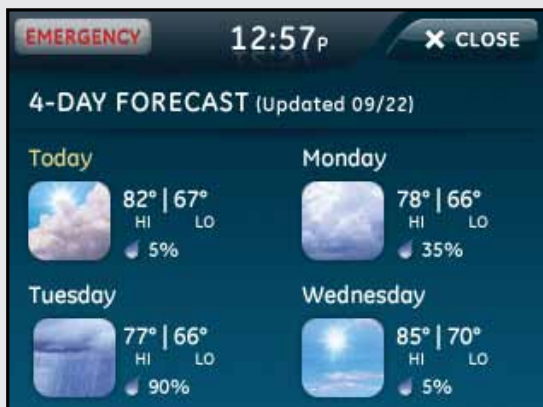 EMERGENCY 12:57P X CLOSE
4-DAY FORECAST (Updated 09/22)
Today
82° | 67°
HI LO
5%
Monday
78° | 66°
HI LO
35%
Tuesday
77° | 66°
HI LO
90%
Wednesday
85° | 70°
HI LO
5%